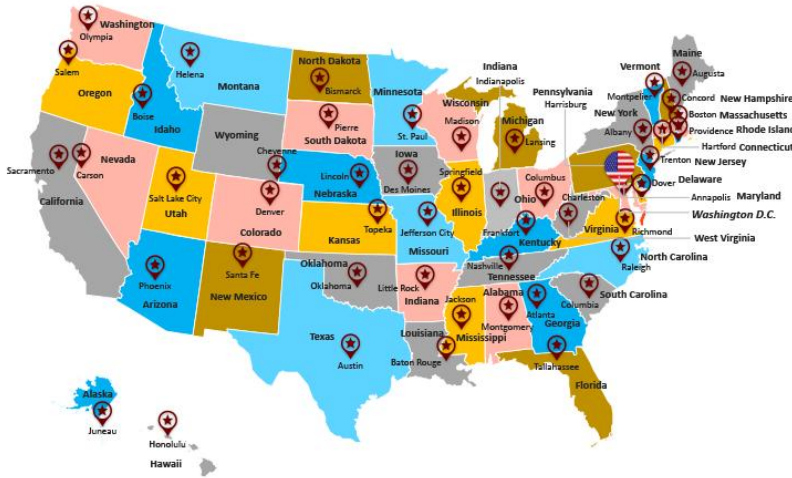 Washington
Olympia
Salem
Oregon
Helena
Montana
Boise
Idaho
North Dakota
Bismarck
Minnesota
St. Paul
Wisconsin
Madison
Michigan
Lansing
Indiana
Indianapolis
Pennsylvania
Harrisburg
Vermont
Montpelier
Maine
Augusta
Concord New Hampshire
Boston Massachusetts
Providence Rhode Island
Hartford Connecticut
New York
Albany
Trenton
New Jersey
Dover Delaware
Annapolis Maryland
Washington D.C.
West Virginia
Wyoming
Cheyenne
South Dakota
Pierre
Iowa
Des Moines
Nebraska
Lincoln
Sacramento
California
Nevada
Carson
Salt Lake City
Utah
Denver
Colorado
Topeka
Kansas
Jefferson City
Missouri
Springfield
Illinois
Columbus
Ohio
Charleston
Virginia
Richmond
Frankfort
Kentucky
Nashville
Tennessee
North Carolina
Raleigh
South Carolina
Columbia
Phoenix
Arizona
Santa Fe
New Mexico
Oklahoma
Oklahoma
Little Rock
Indiana
Jackson
Mississippi
Alabama
Montgomery
Atlanta
Georgia
Texas
Austin
Louisiana
Baton Rouge
Tallahassee
Florida
Alaska
Juneau
Honolulu
Hawaii